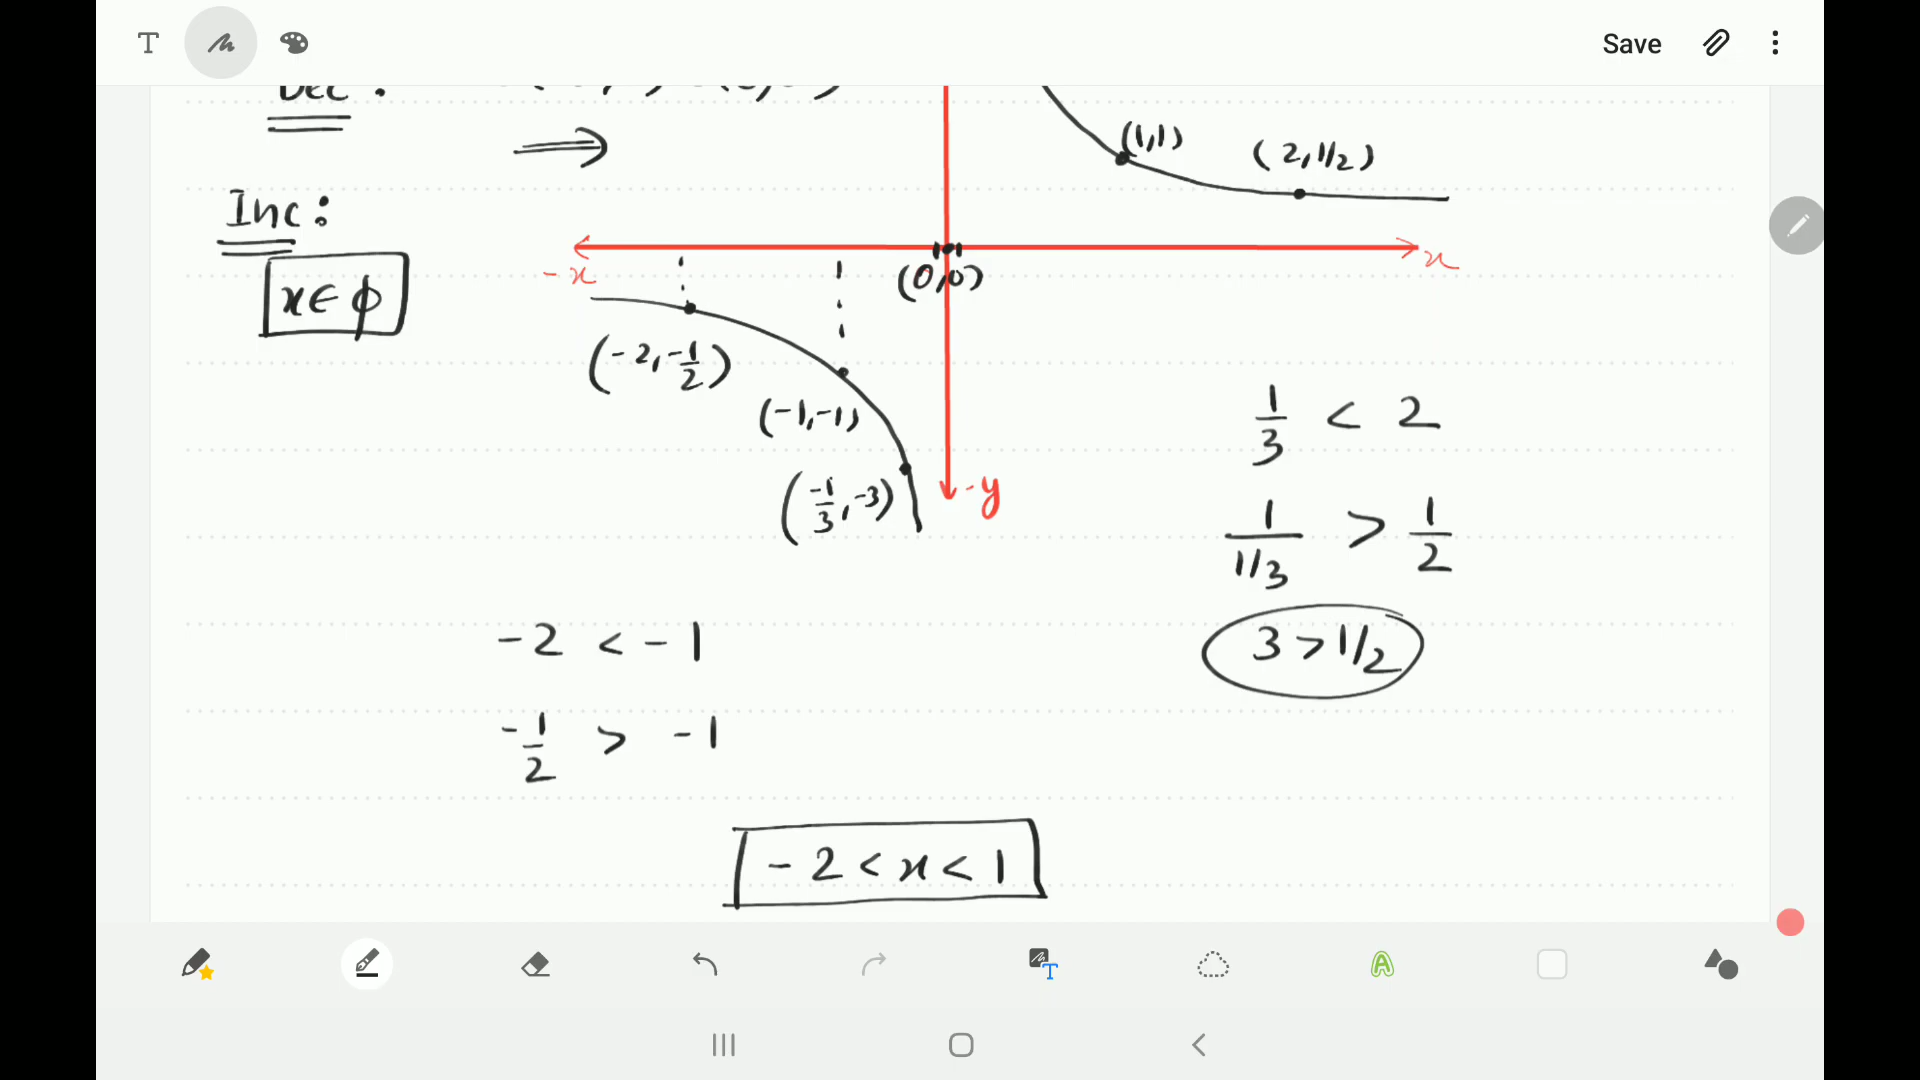 Save
Dec :
(1,1)
(2,1/2)
Inc:
x∈ϕ
-x
x
(0,0)
(-2,-1/2)
(-1,-1)
(-1/3,-3)
-y
1/3 < 2
1/1/3 > 1/2
3 > 1/2
-2 < -1
-1/2 > -1
-2 < x < 1